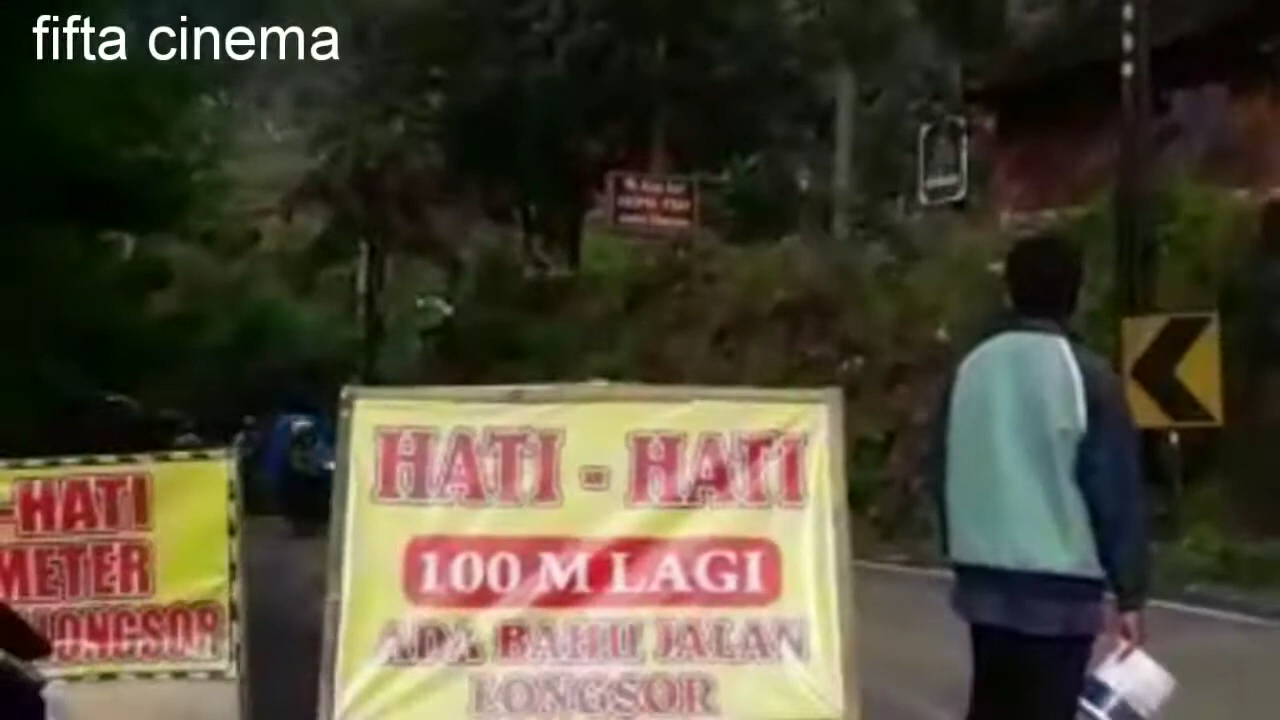 fifta cinema
HATI - HATI
100 M LAGI
ADA BAHU JALAN
LONGSOR
-HATI
METER
LONGSOR